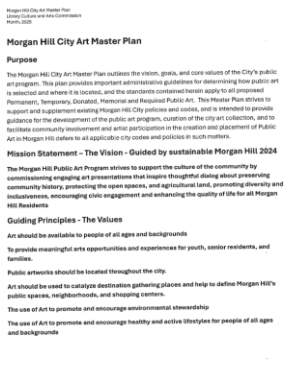 Morgan Hill City Art Master Plan
Library Culture and Arts Commission
March, 2025
Morgan Hill City Art Master Plan
Purpose
The Morgan Hill City Art Master Plan outlines the vision, goals, and core values of the City's public
art program. This plan provides important administrative guidelines for determining how public art
is selected and where it is located, and the standards contained herein apply to all proposed
Permanent, Temporary, Donated, Memorial and Required Public Art. This Master Plan strives to
support and supplement existing Morgan Hill City policies and codes, and is intended to provide
guidance for the development of the public art program, curation of the city art collection, and to
facilitate community involvement and artist participation in the creation and placement of Public
Art in Morgan Hill defers to all applicable city codes and policies in such matters.
Mission Statement – The Vision - Guided by sustainable Morgan Hill 2024
The Morgan Hill Public Art Program strives to support the culture of the community by
commissioning engaging art presentations that inspire thoughtful dialog about preserving
community history, protecting the open spaces, and agricultural land, promoting diversity and
inclusiveness, encouraging civic engagement and enhancing the quality of life for all Morgan Hill
Residents
Guiding Principles - The Values
Art should be available to people of all ages and backgrounds
To provide meaningful arts opportunities and experiences for youth, senior residents, and
families.
Public artworks should be located throughout the city.
Art should be used to catalyze destination gathering places and help to define Morgan Hill's
public spaces, neighborhoods, and shopping centers.
The use of Art to promote and encourage environmental stewardship
The use of Art to promote and encourage healthy and active lifestyles for people of all ages
and backgrounds